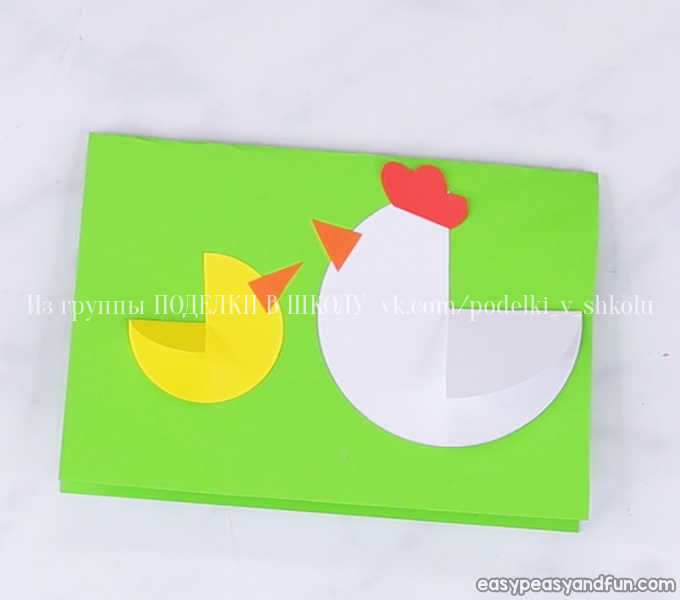 Из группы ПОДЕЛКИ В ШКОЛУ vk.com/podelki_v_shkolu
easypeasyandfun.com